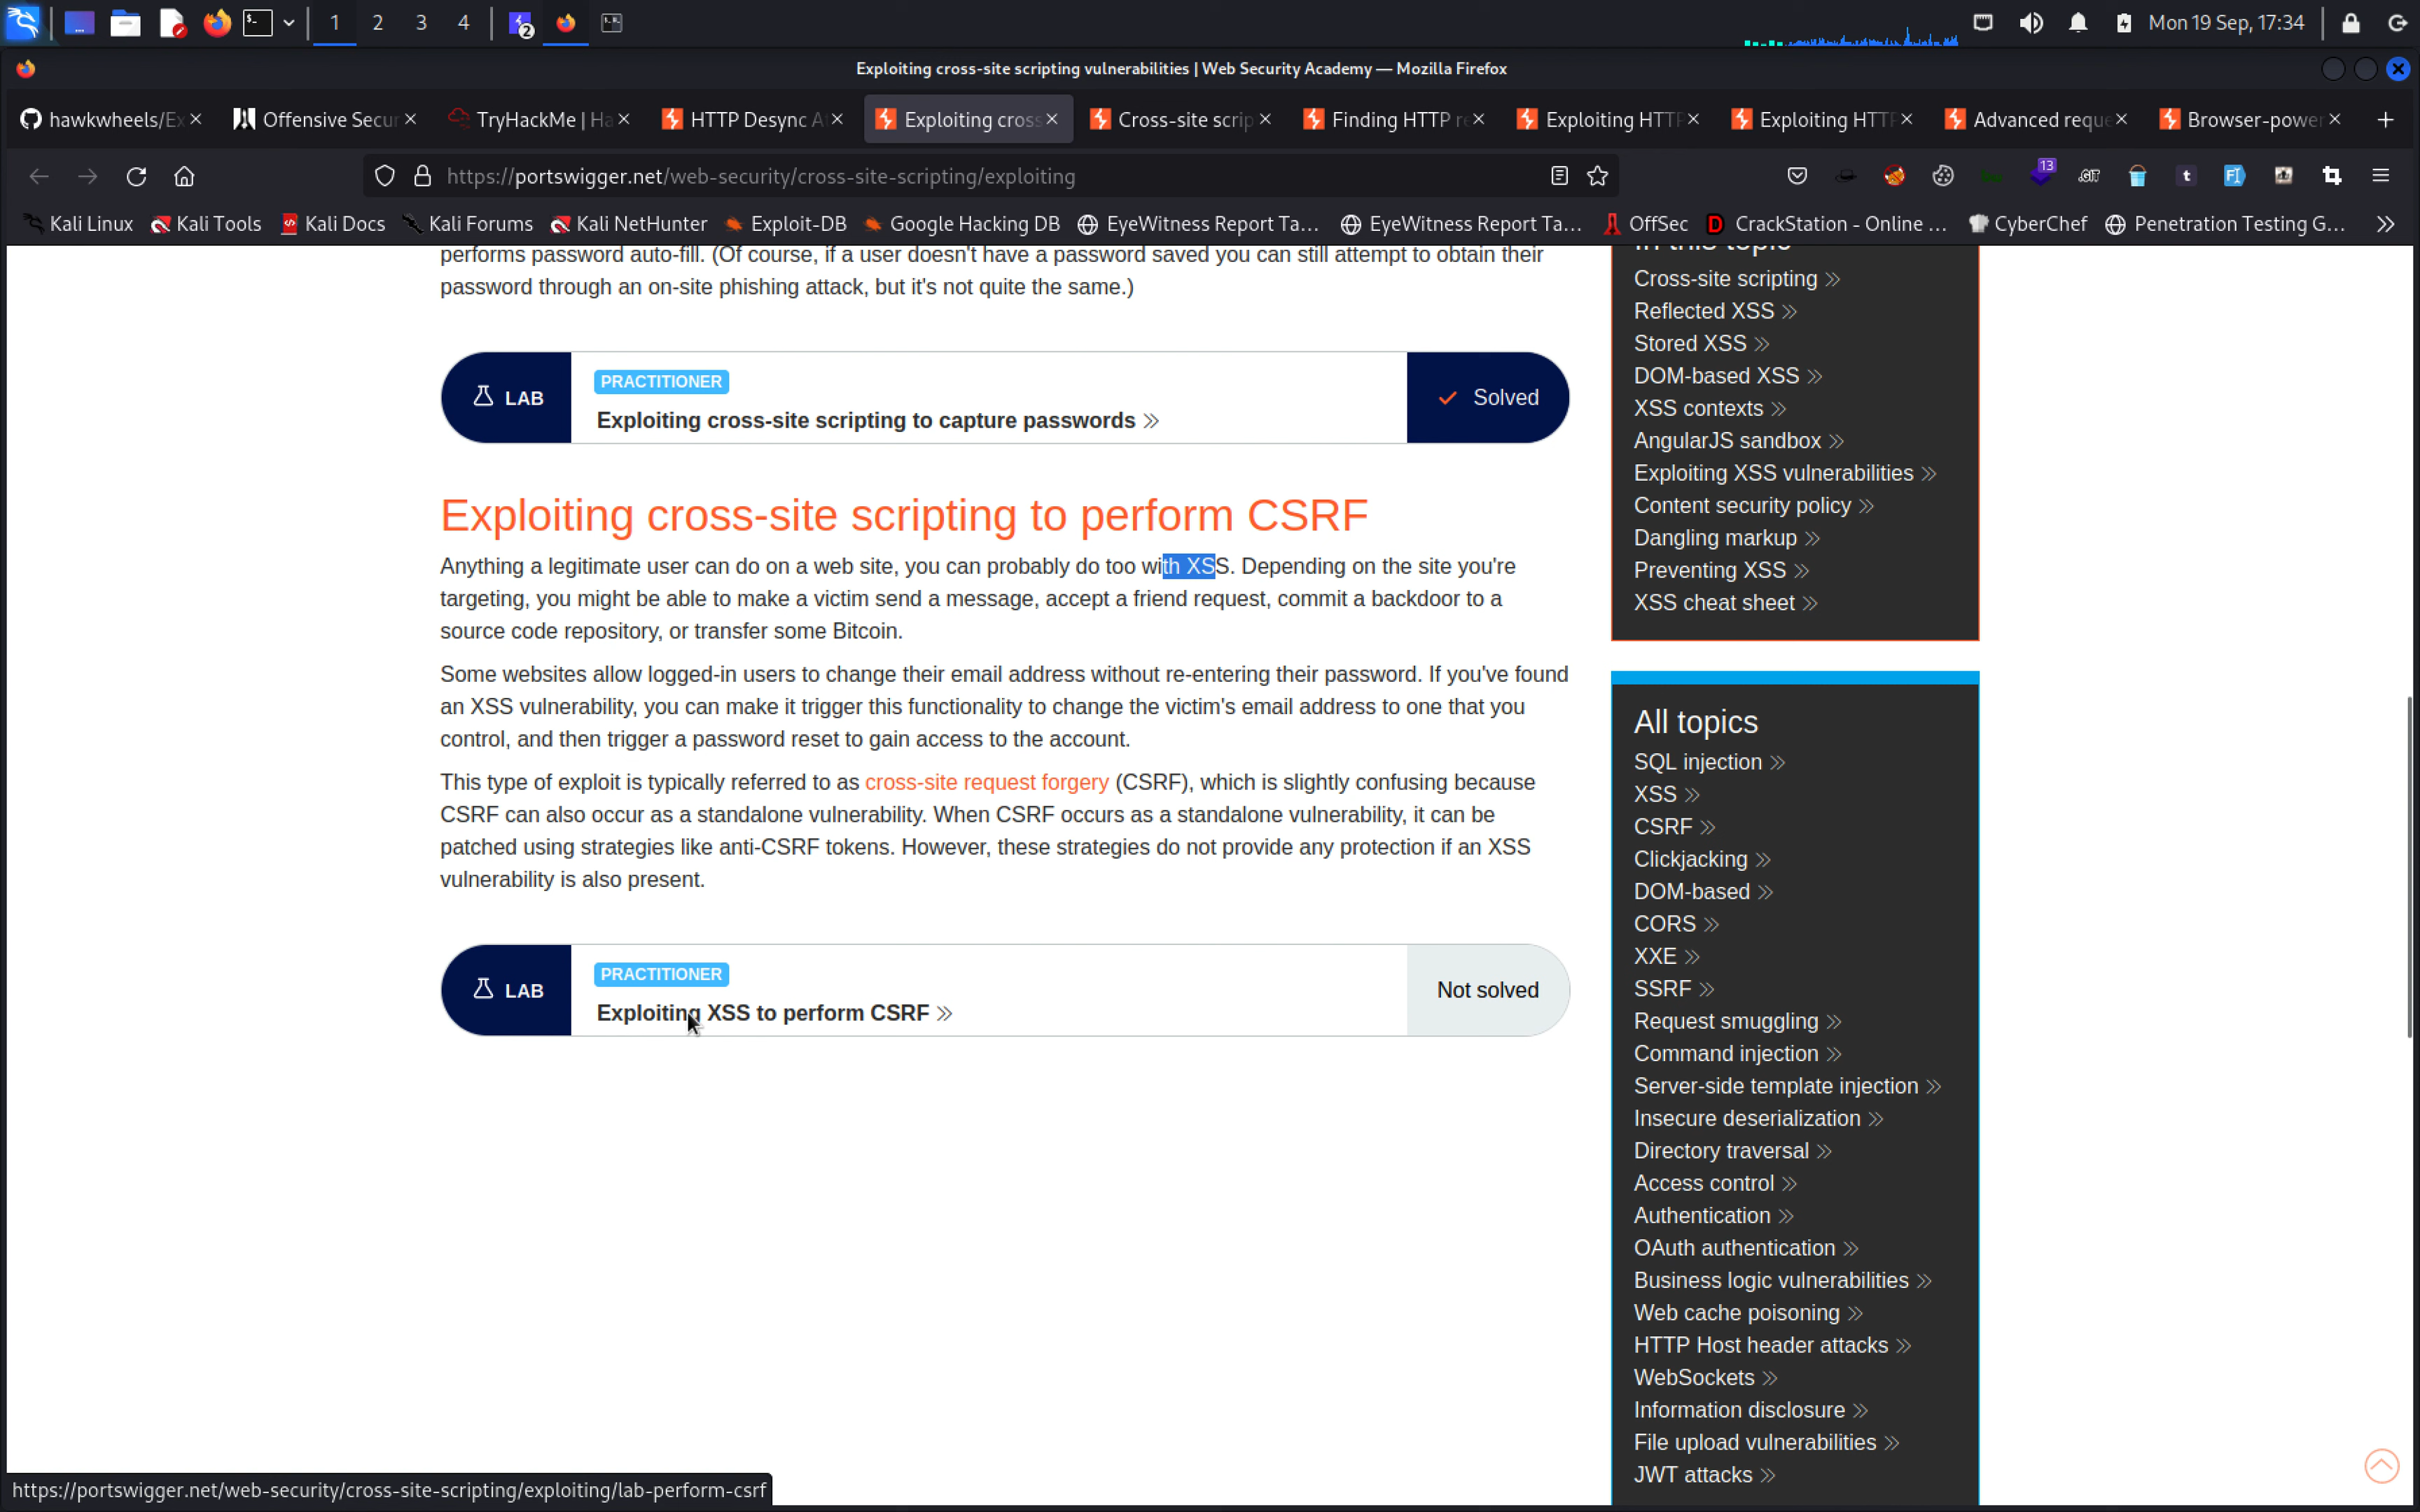 1 2 3 4 2 Mon 19 Sep, 17:34
Exploiting cross-site scripting vulnerabilities | Web Security Academy — Mozilla Firefox
hawkwheels/Ex Offensive Secur TryHackMe | Ha HTTP Desync A Exploiting cross Cross-site scrip Finding HTTP re Exploiting HTTP Exploiting HTTP Advanced reque Browser-power
https://portswigger.net/web-security/cross-site-scripting/exploiting 13 .GIT t
Kali Linux Kali Tools Kali Docs Kali Forums Kali NetHunter Exploit-DB Google Hacking DB EyeWitness Report Ta... EyeWitness Report Ta... OffSec CrackStation - Online ... CyberChef Penetration Testing G...
performs password auto-fill. (Of course, if a user doesn't have a password saved you can still attempt to obtain their
password through an on-site phishing attack, but it's not quite the same.)
LAB
PRACTITIONER
Exploiting cross-site scripting to capture passwords
Solved
Exploiting cross-site scripting to perform CSRF
Anything a legitimate user can do on a web site, you can probably do too with XSS. Depending on the site you're
targeting, you might be able to make a victim send a message, accept a friend request, commit a backdoor to a
source code repository, or transfer some Bitcoin.
Some websites allow logged-in users to change their email address without re-entering their password. If you've found
an XSS vulnerability, you can make it trigger this functionality to change the victim's email address to one that you
control, and then trigger a password reset to gain access to the account.
This type of exploit is typically referred to as cross-site request forgery (CSRF), which is slightly confusing because
CSRF can also occur as a standalone vulnerability. When CSRF occurs as a standalone vulnerability, it can be
patched using strategies like anti-CSRF tokens. However, these strategies do not provide any protection if an XSS
vulnerability is also present.
LAB
PRACTITIONER
Exploiting XSS to perform CSRF
Not solved
In this topic
Cross-site scripting
Reflected XSS
Stored XSS
DOM-based XSS
XSS contexts
AngularJS sandbox
Exploiting XSS vulnerabilities
Content security policy
Dangling markup
Preventing XSS
XSS cheat sheet
All topics
SQL injection
XSS
CSRF
Clickjacking
DOM-based
CORS
XXE
SSRF
Request smuggling
Command injection
Server-side template injection
Insecure deserialization
Directory traversal
Access control
Authentication
OAuth authentication
Business logic vulnerabilities
Web cache poisoning
HTTP Host header attacks
WebSockets
Information disclosure
File upload vulnerabilities
JWT attacks
https://portswigger.net/web-security/cross-site-scripting/exploiting/lab-perform-csrf